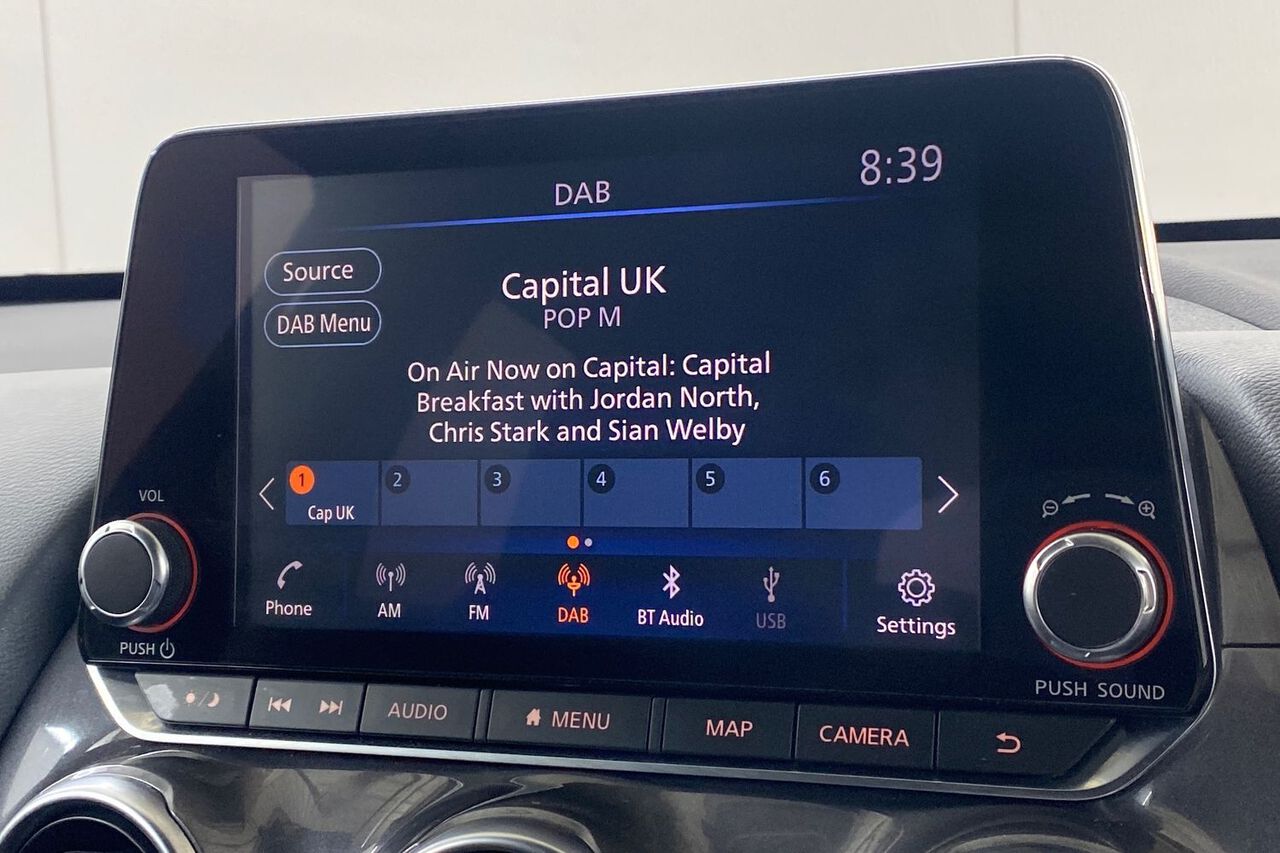 8:39
DAB
Source
Capital UK
DAB Menu
POP M
On Air Now on Capital: Capital
Breakfast with Jordan North,
Chris Stark and Sian Welby
1 2 3 4 5 6
Cap UK
VOL
Phone AM FM DAB BT Audio USB Settings
PUSH
PUSH SOUND
AUDIO MENU MAP CAMERA